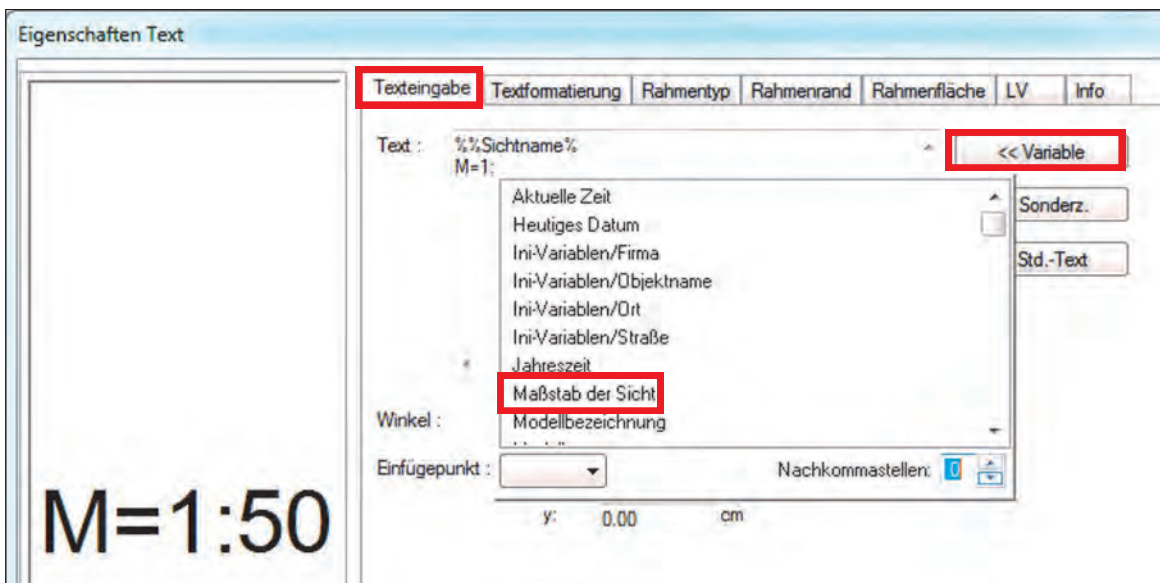 Eigenschaften Text
Texteingabe Textformatierung Rahmentyp Rahmenrand Rahmenfläche LV Info
Text : %%Sichtname% << Variable
M=1:
Aktuelle Zeit
Sonderz.
Heutiges Datum
Ini-Variablen/Firma
Std.-Text
Ini-Variablen/Objektname
Ini-Variablen/Ort
Ini-Variablen/Straße
Jahreszeit
Maßstab der Sicht
Winkel :
Modellbezeichnung
Einfügepunkt :
Nachkommastellen: 0
y: 0.00 cm
M=1:50